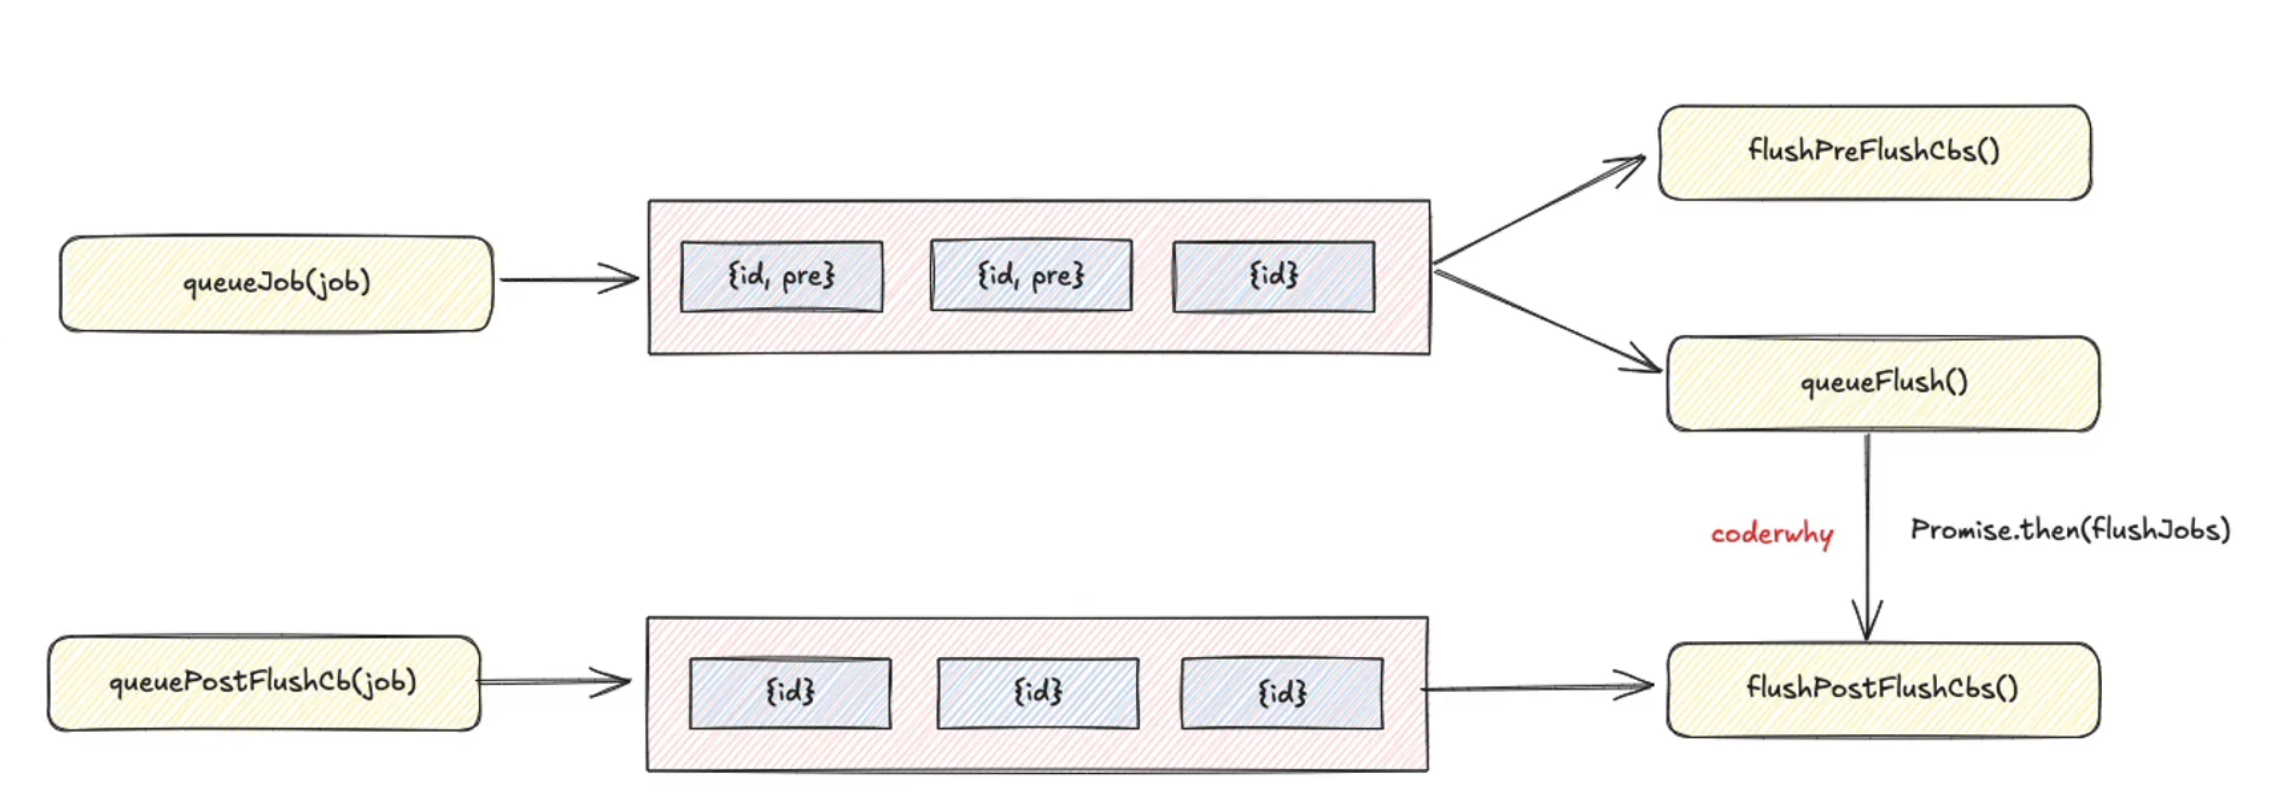 flushPreFlushCbs()
queueJob(job)
{id, pre}
{id, pre}
{id}
queueFlush()
coderwhy
Promise.then(flushJobs)
queuePostFlushCb(job)
{id}
{id}
{id}
flushPostFlushCbs()